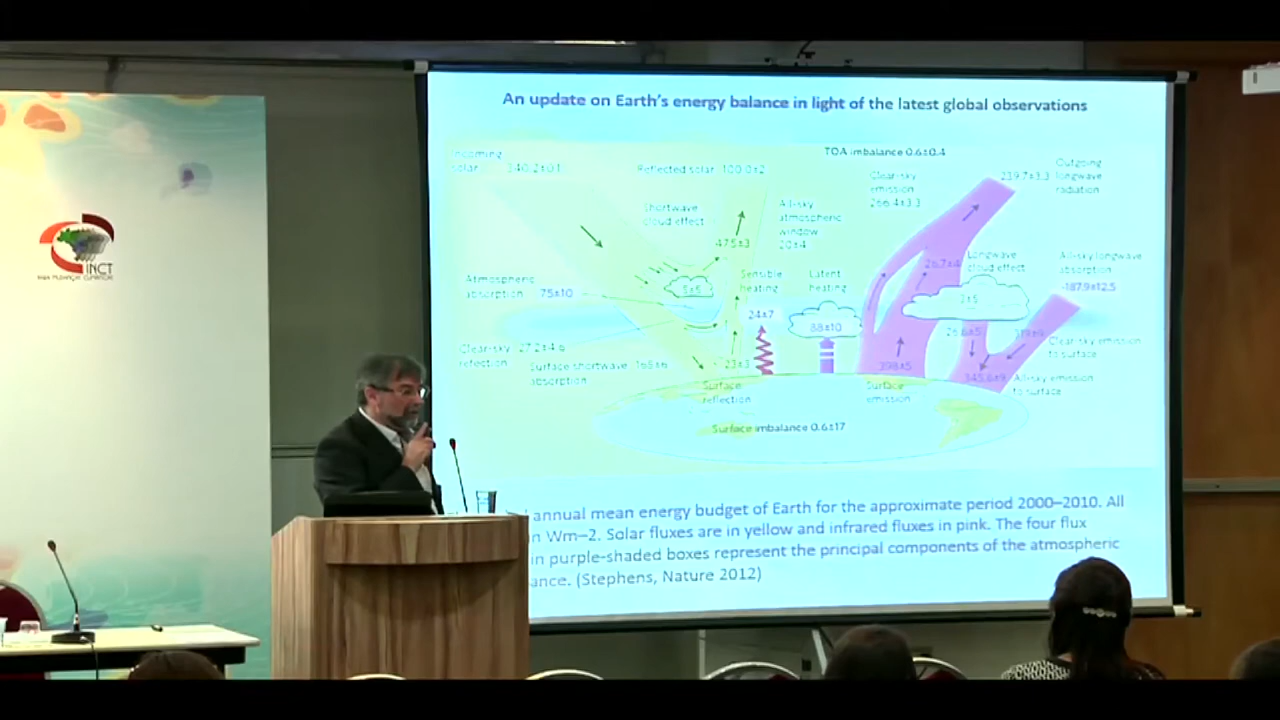 An update on Earth's energy balance in light of the latest global observations
TOA imbalance 0.6±0.4
Incoming
solar 340.2±0.1
Reflected solar 100.0±2
Clear-sky
emission
266.4±3.3
239.7±3.3
Outgoing
longwave
radiation
Shortwave
cloud effect
47.5±3
All-sky
atmospheric
window
20±4
Atmospheric
absorption 75±10
5±5
Sensible
heating
24±7
Latent
heating
88±10
26.7±4
Longwave
cloud effect
All-sky longwave
absorption
-187.9±12.5
26.6±5
319±9
Clear-sky
reflection
Surface shortwave
absorption
23±3
398±5
345.6±9
Clear-sky emission
to surface
All-sky emission
to surface
Surface
reflection
Surface
emission
Surface imbalance 0.6±17
annual mean energy budget of Earth for the approximate period 2000–2010. All
n Wm–2. Solar fluxes are in yellow and infrared fluxes in pink. The four flux
in purple-shaded boxes represent the principal components of the atmospheric
ance. (Stephens, Nature 2012)
INCT